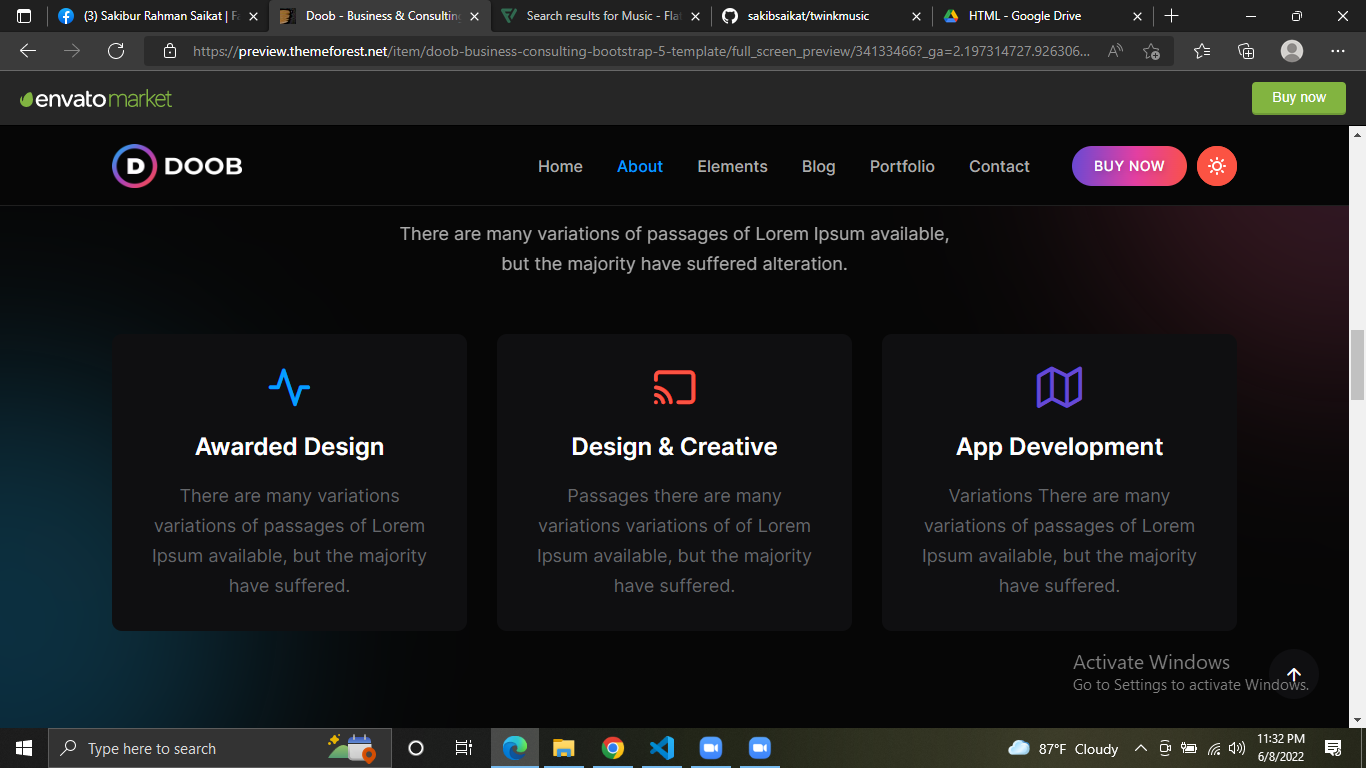 (3) Sakibur Rahman Saikat | Fa
Doob - Business & Consulting
Search results for Music - Flat
sakibsaikat/twinkmusic
HTML - Google Drive
https://preview.themeforest.net/item/doob-business-consulting-bootstrap-5-template/full_screen_preview/34133466?_ga=2.197314727.926306...
envatomarket
Buy now
D DOOB
Home
About
Elements
Blog
Portfolio
Contact
BUY NOW
There are many variations of passages of Lorem Ipsum available,
but the majority have suffered alteration.
Awarded Design
There are many variations
variations of passages of Lorem
Ipsum available, but the majority
have suffered.
Design & Creative
Passages there are many
variations variations of of Lorem
Ipsum available, but the majority
have suffered.
App Development
Variations There are many
variations of passages of Lorem
Ipsum available, but the majority
have suffered.
Activate Windows
Go to Settings to activate Windows.
Type here to search
87°F Cloudy
11:32 PM
6/8/2022